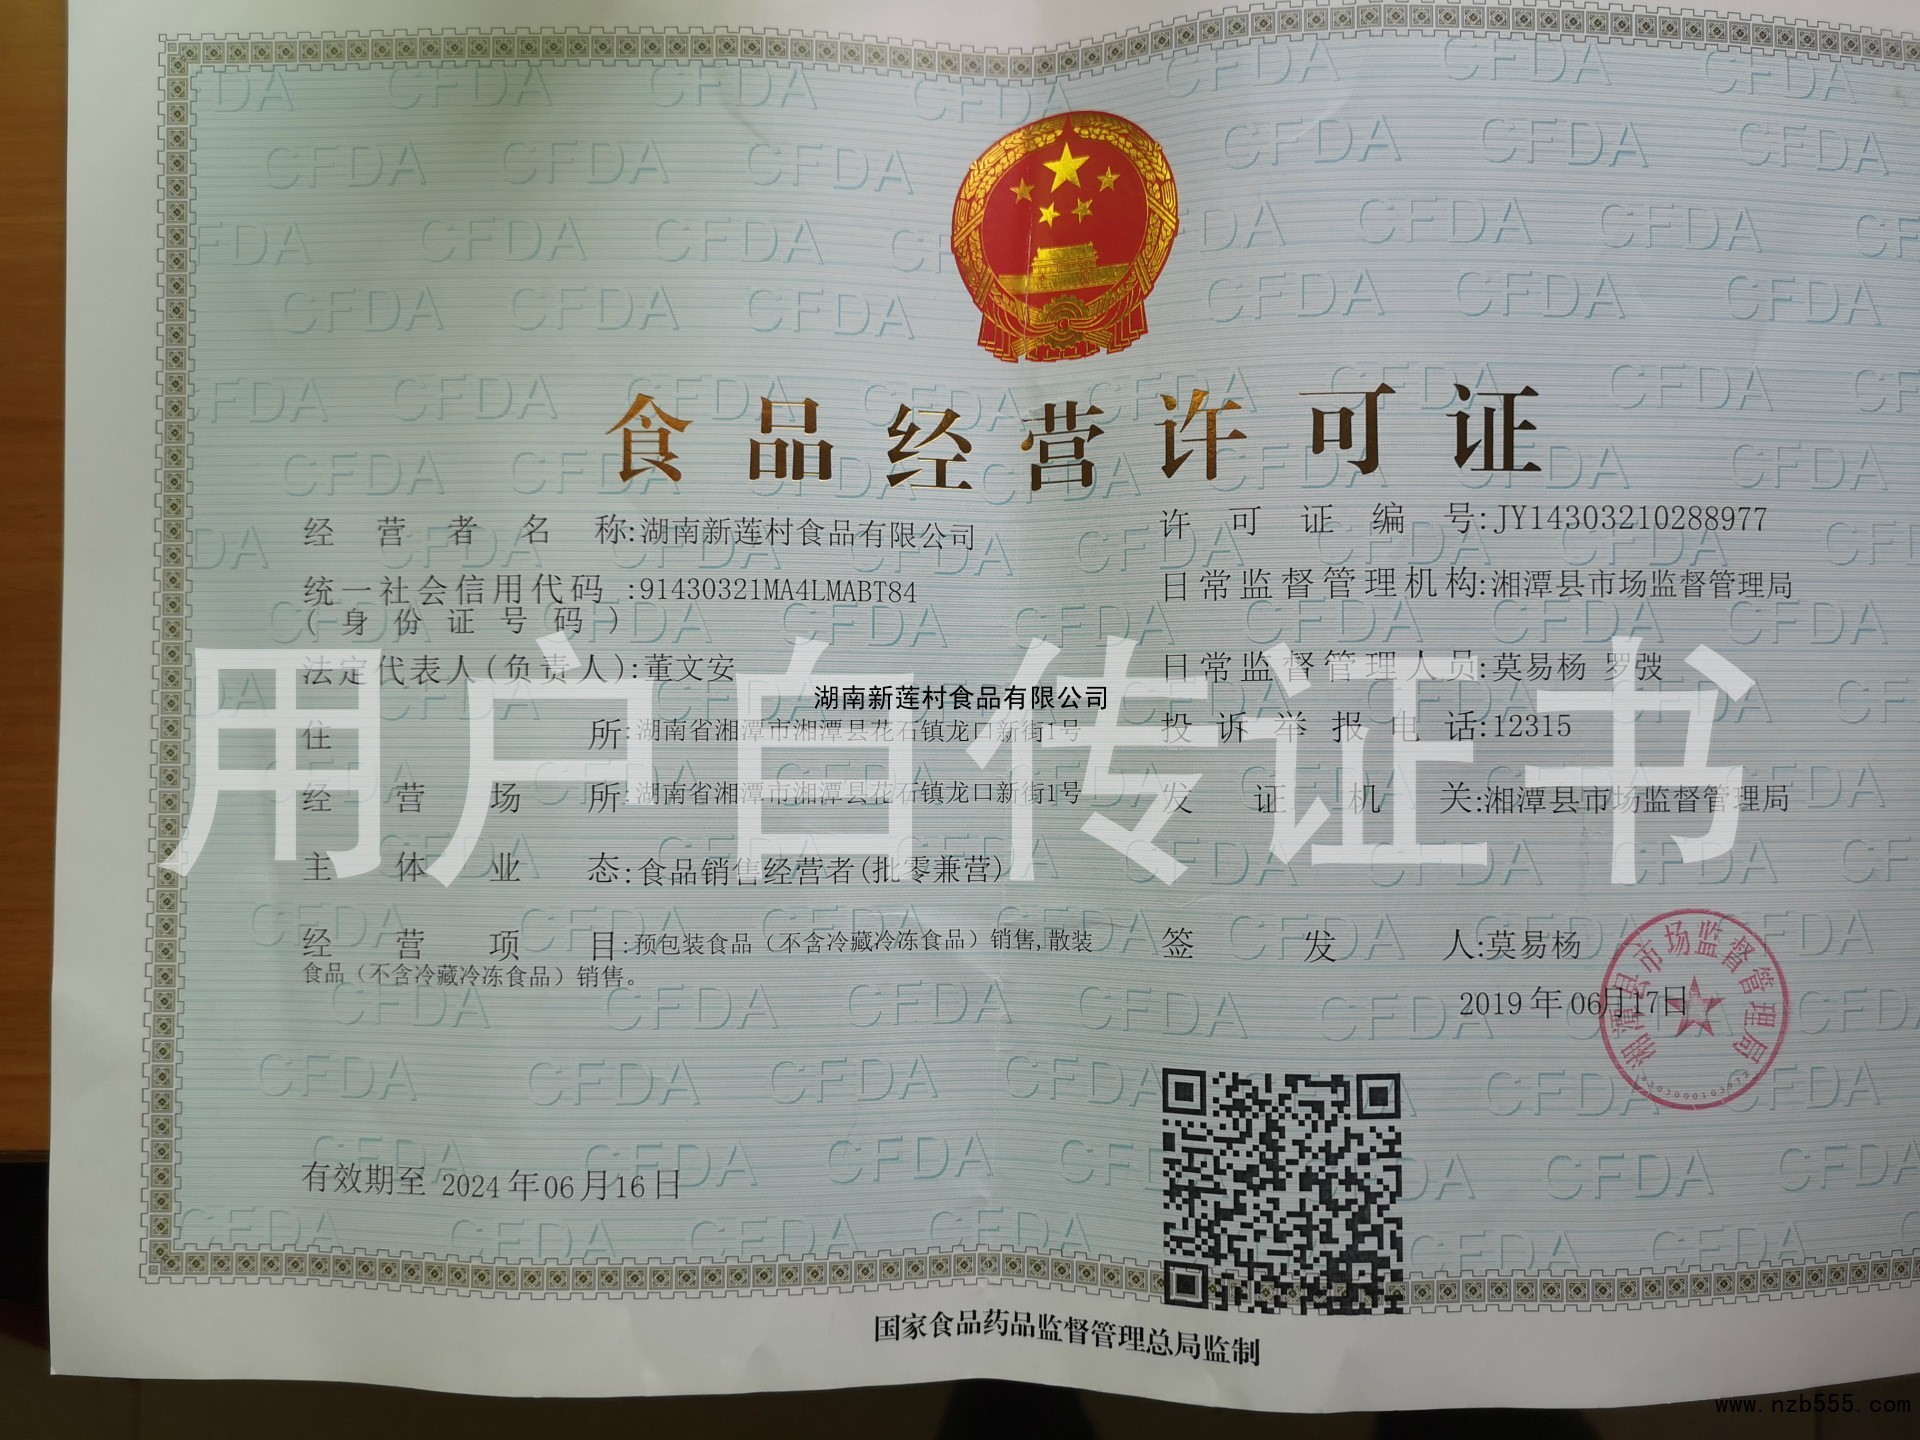 食品经营许可证
经营者名称:湖南新莲村食品有限公司
统一社会信用代码:91430321MA4LMABT84
(身份证号码)
法定代表人(负责人):董文安
住所:湖南省湘潭市湘潭县花石镇龙口新街1号
经营场所:湖南省湘潭市湘潭县花石镇龙口新街1号
主体业态:食品销售经营者(批零兼营)
经营项目:预包装食品（不含冷藏冷冻食品）销售,散装
食品（不含冷藏冷冻食品）销售。
有效期至 2024年06月16日
许可证编号:JY14303210288977
日常监督管理机构:湘潭县市场监督管理局
日常监督管理人员:莫易杨 罗弢
投诉举报电话:12315
发证机关:湘潭县市场监督管理局
签发人:莫易杨
2019年06月17日
湘潭县市场监督管理局
国家食品药品监督管理总局监制
用户自传证书
湖南新莲村食品有限公司
www.nzb555.com
CFDA